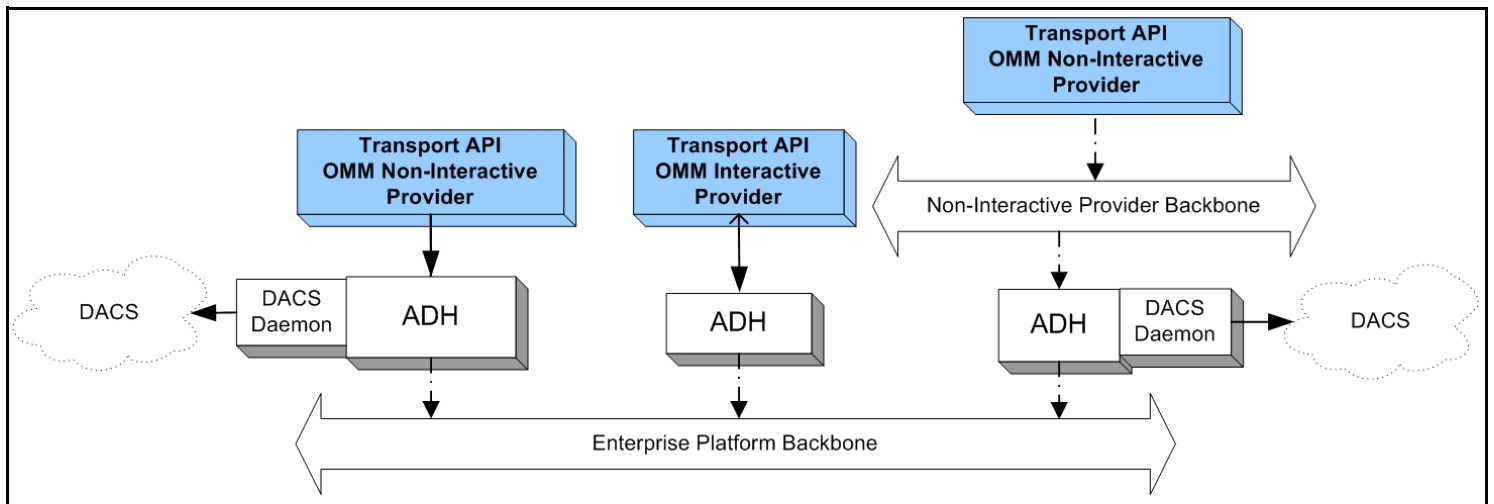 Transport API
OMM Non-Interactive
Provider
Transport API
OMM Non-Interactive
Provider
Transport API
OMM Interactive
Provider
Non-Interactive Provider Backbone
DACS
DACS
Daemon
ADH
ADH
ADH
DACS
Daemon
DACS
Enterprise Platform Backbone